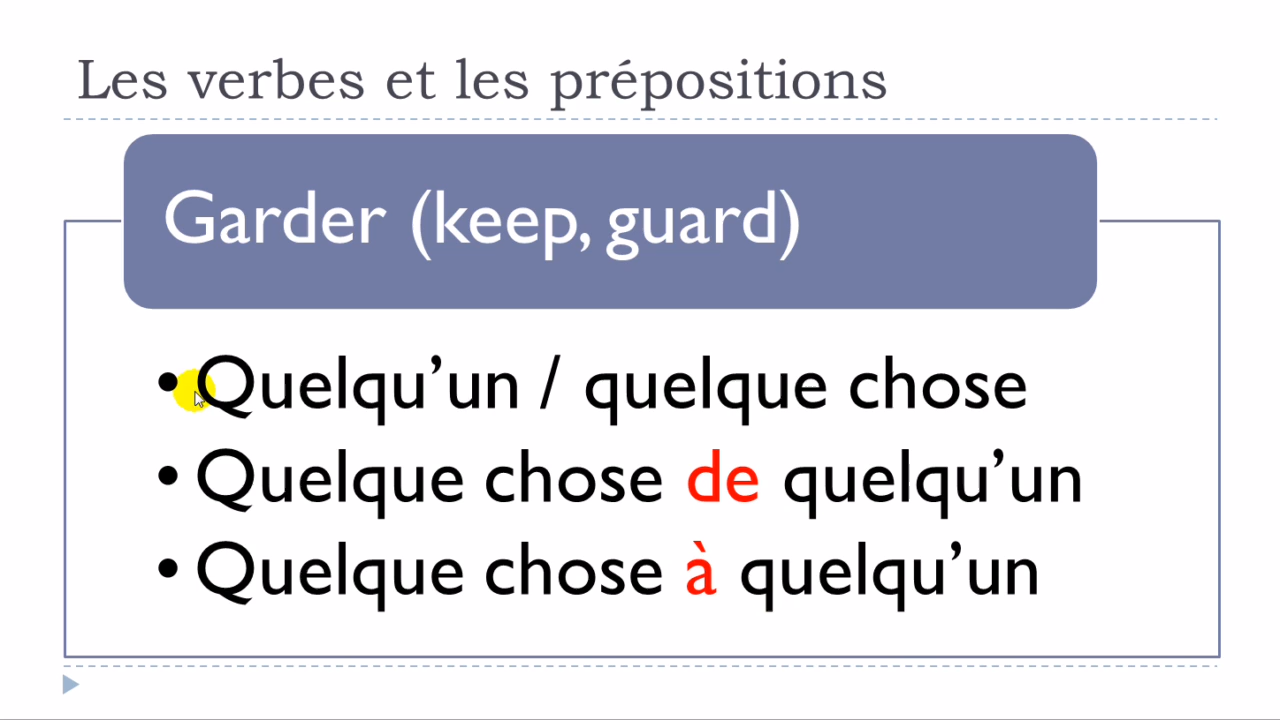 Les verbes et les prépositions
Garder (keep, guard)
• Quelqu’un / quelque chose
• Quelque chose de quelqu’un
• Quelque chose à quelqu’un